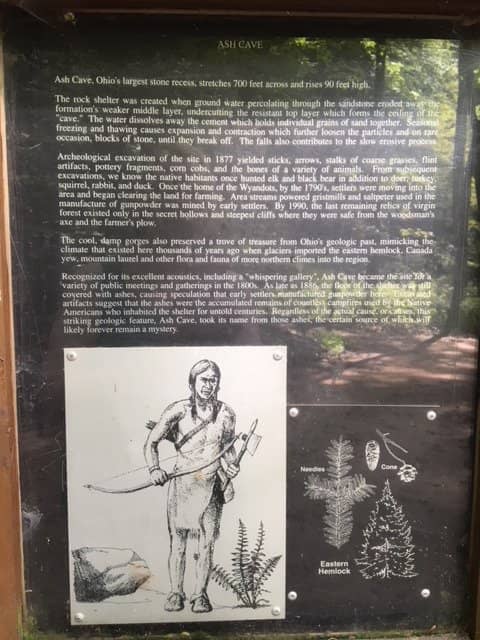 ASH CAVE
Ash Cave, Ohio's largest stone recess, stretches 700 feet across and rises 90 feet high.
The rock shelter was created when ground water percolating through the sandstone eroded away the
formation's weaker middle layer, undercutting the resistant top layer which forms the ceiling of the
"cave." The water dissolves away the cement which holds individual grains of sand together. Seasonal
freezing and thawing causes expansion and contraction which further loosen the particles and on rare
occasion, blocks of stone, until they break off. The falls also contributes to the slow erosive process.
Archeological excavation of the site in 1877 yielded sticks, arrows, stalks of coarse grasses, flint
artifacts, pottery fragments, corn cobs, and the bones of a variety of animals. From subsequent
excavations, we know the native habitants once hunted elk and black bear in addition to deer, turkey,
squirrel, rabbit, and duck. Once the home of the Wyandots, by the 1790's, settlers were moving into the
area and began clearing the land for farming. Area streams powered gristmills and saltpeter used in the
manufacture of gunpowder was mined by early settlers. By 1990, the last remaining relics of virgin
forest existed only in the secret hollows and steepest cliffs where they were safe from the woodsman's
axe and the farmer's plow.
The cool, damp gorges also preserved a trove of treasure from Ohio's geologic past, mimicking the
climate that existed here thousands of years ago when glaciers imported the eastern hemlock, Canada
yew, mountain laurel and other flora and fauna of more northern climes into the region.
Recognized for its excellent acoustics, including a "whispering gallery", Ash Cave became the site for a
variety of public meetings and gatherings in the 1800s. As late as 1886, the floor of the shelter was still
covered with ashes, causing speculation that early settlers manufactured gunpowder here. Excavated
artifacts suggest that the ashes were the accumulated remains of countless campfires used by the Native
Americans who inhabited the shelter for untold centuries. Regardless of the actual cause, or causes, this
striking geologic feature, Ash Cave, took its name from those ashes, the certain source of which will
likely forever remain a mystery.
Needles
Cone
Eastern
Hemlock